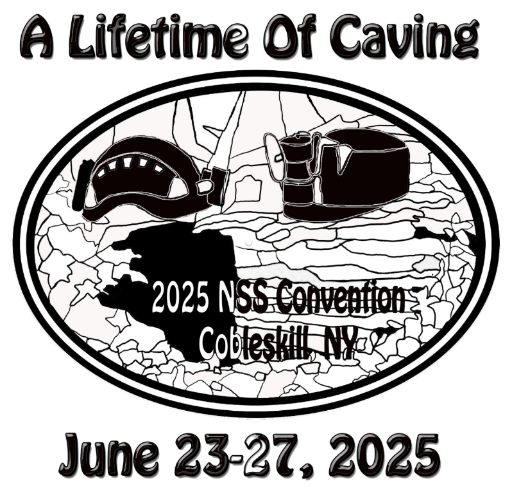 A Lifetime Of Caving
2025 NSS Convention
Cobleskill, NY
June 23-27, 2025